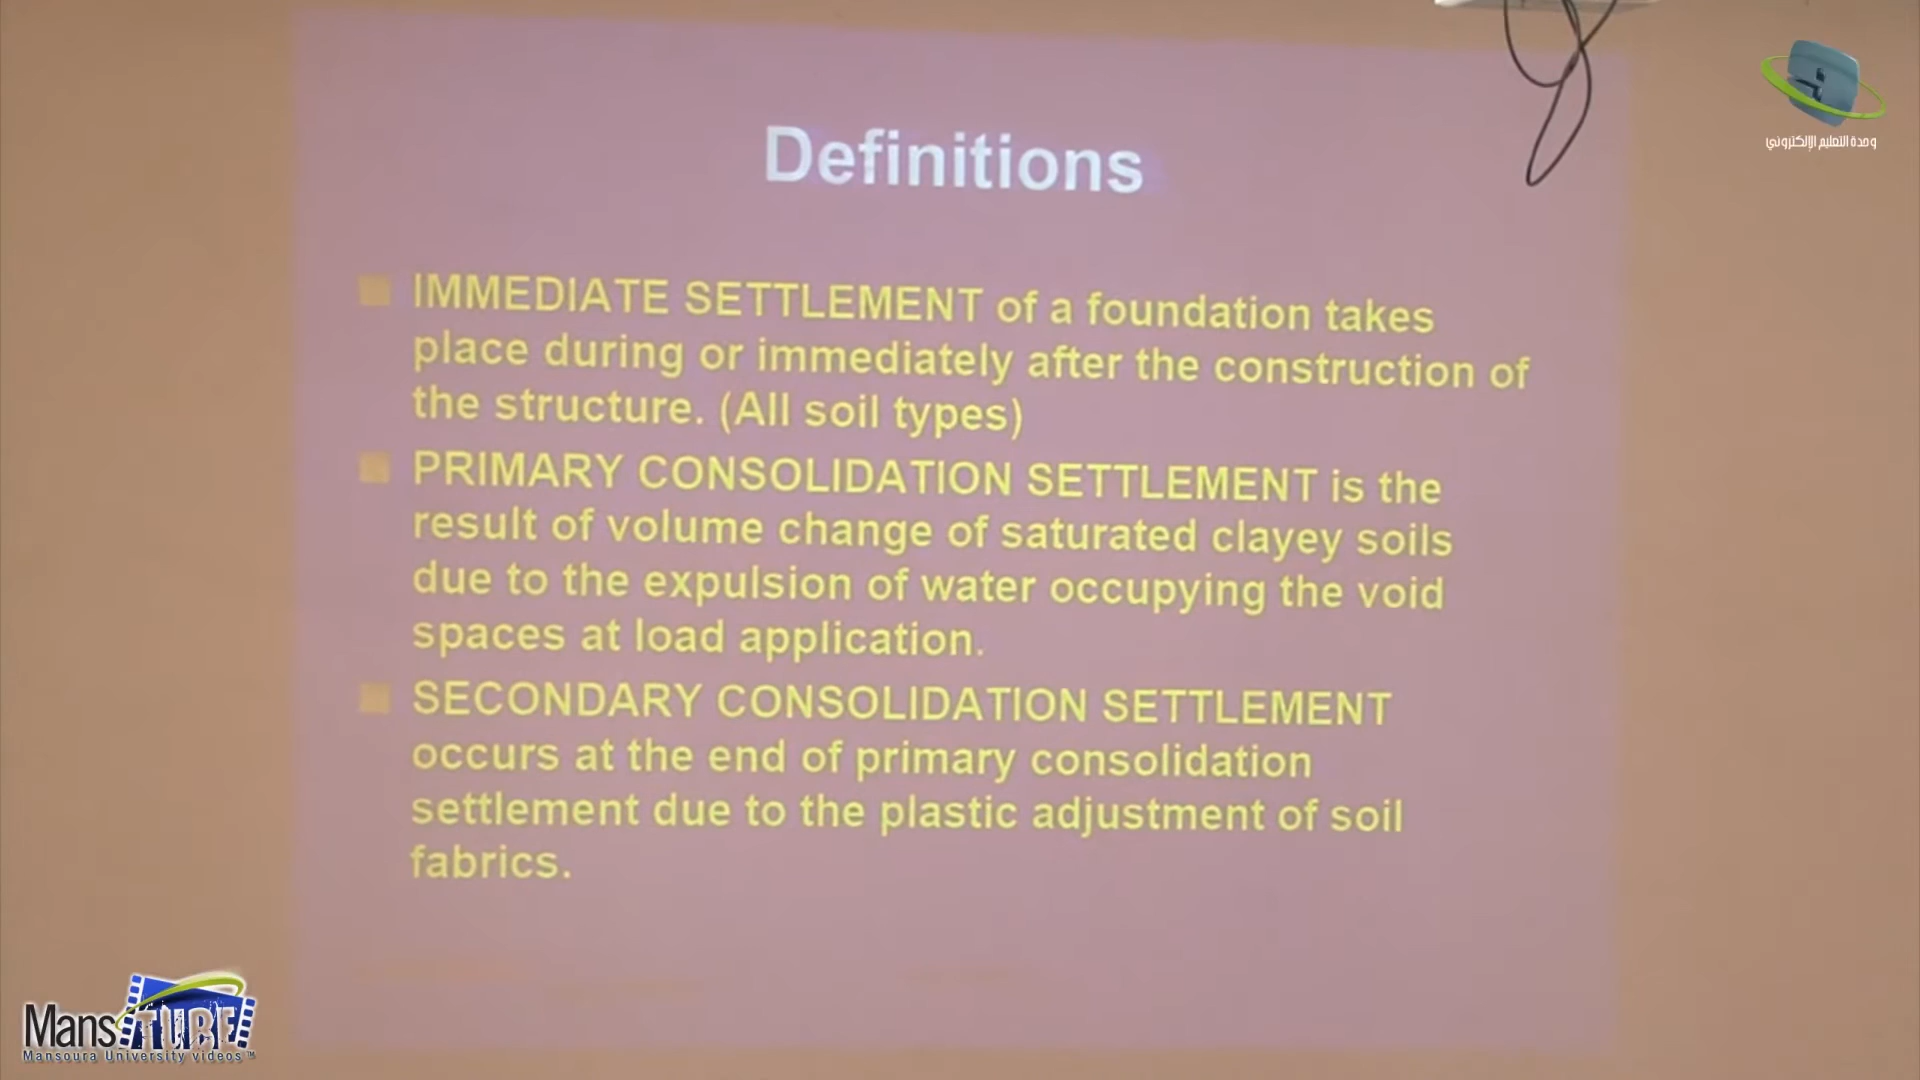 وحدة التعليم الإلكتروني
Definitions
IMMEDIATE SETTLEMENT of a foundation takes
place during or immediately after the construction of
the structure. (All soil types)
PRIMARY CONSOLIDATION SETTLEMENT is the
result of volume change of saturated clayey soils
due to the expulsion of water occupying the void
spaces at load application.
SECONDARY CONSOLIDATION SETTLEMENT
occurs at the end of primary consolidation
settlement due to the plastic adjustment of soil
fabrics.
Mans TUBE
Mansoura University videos™